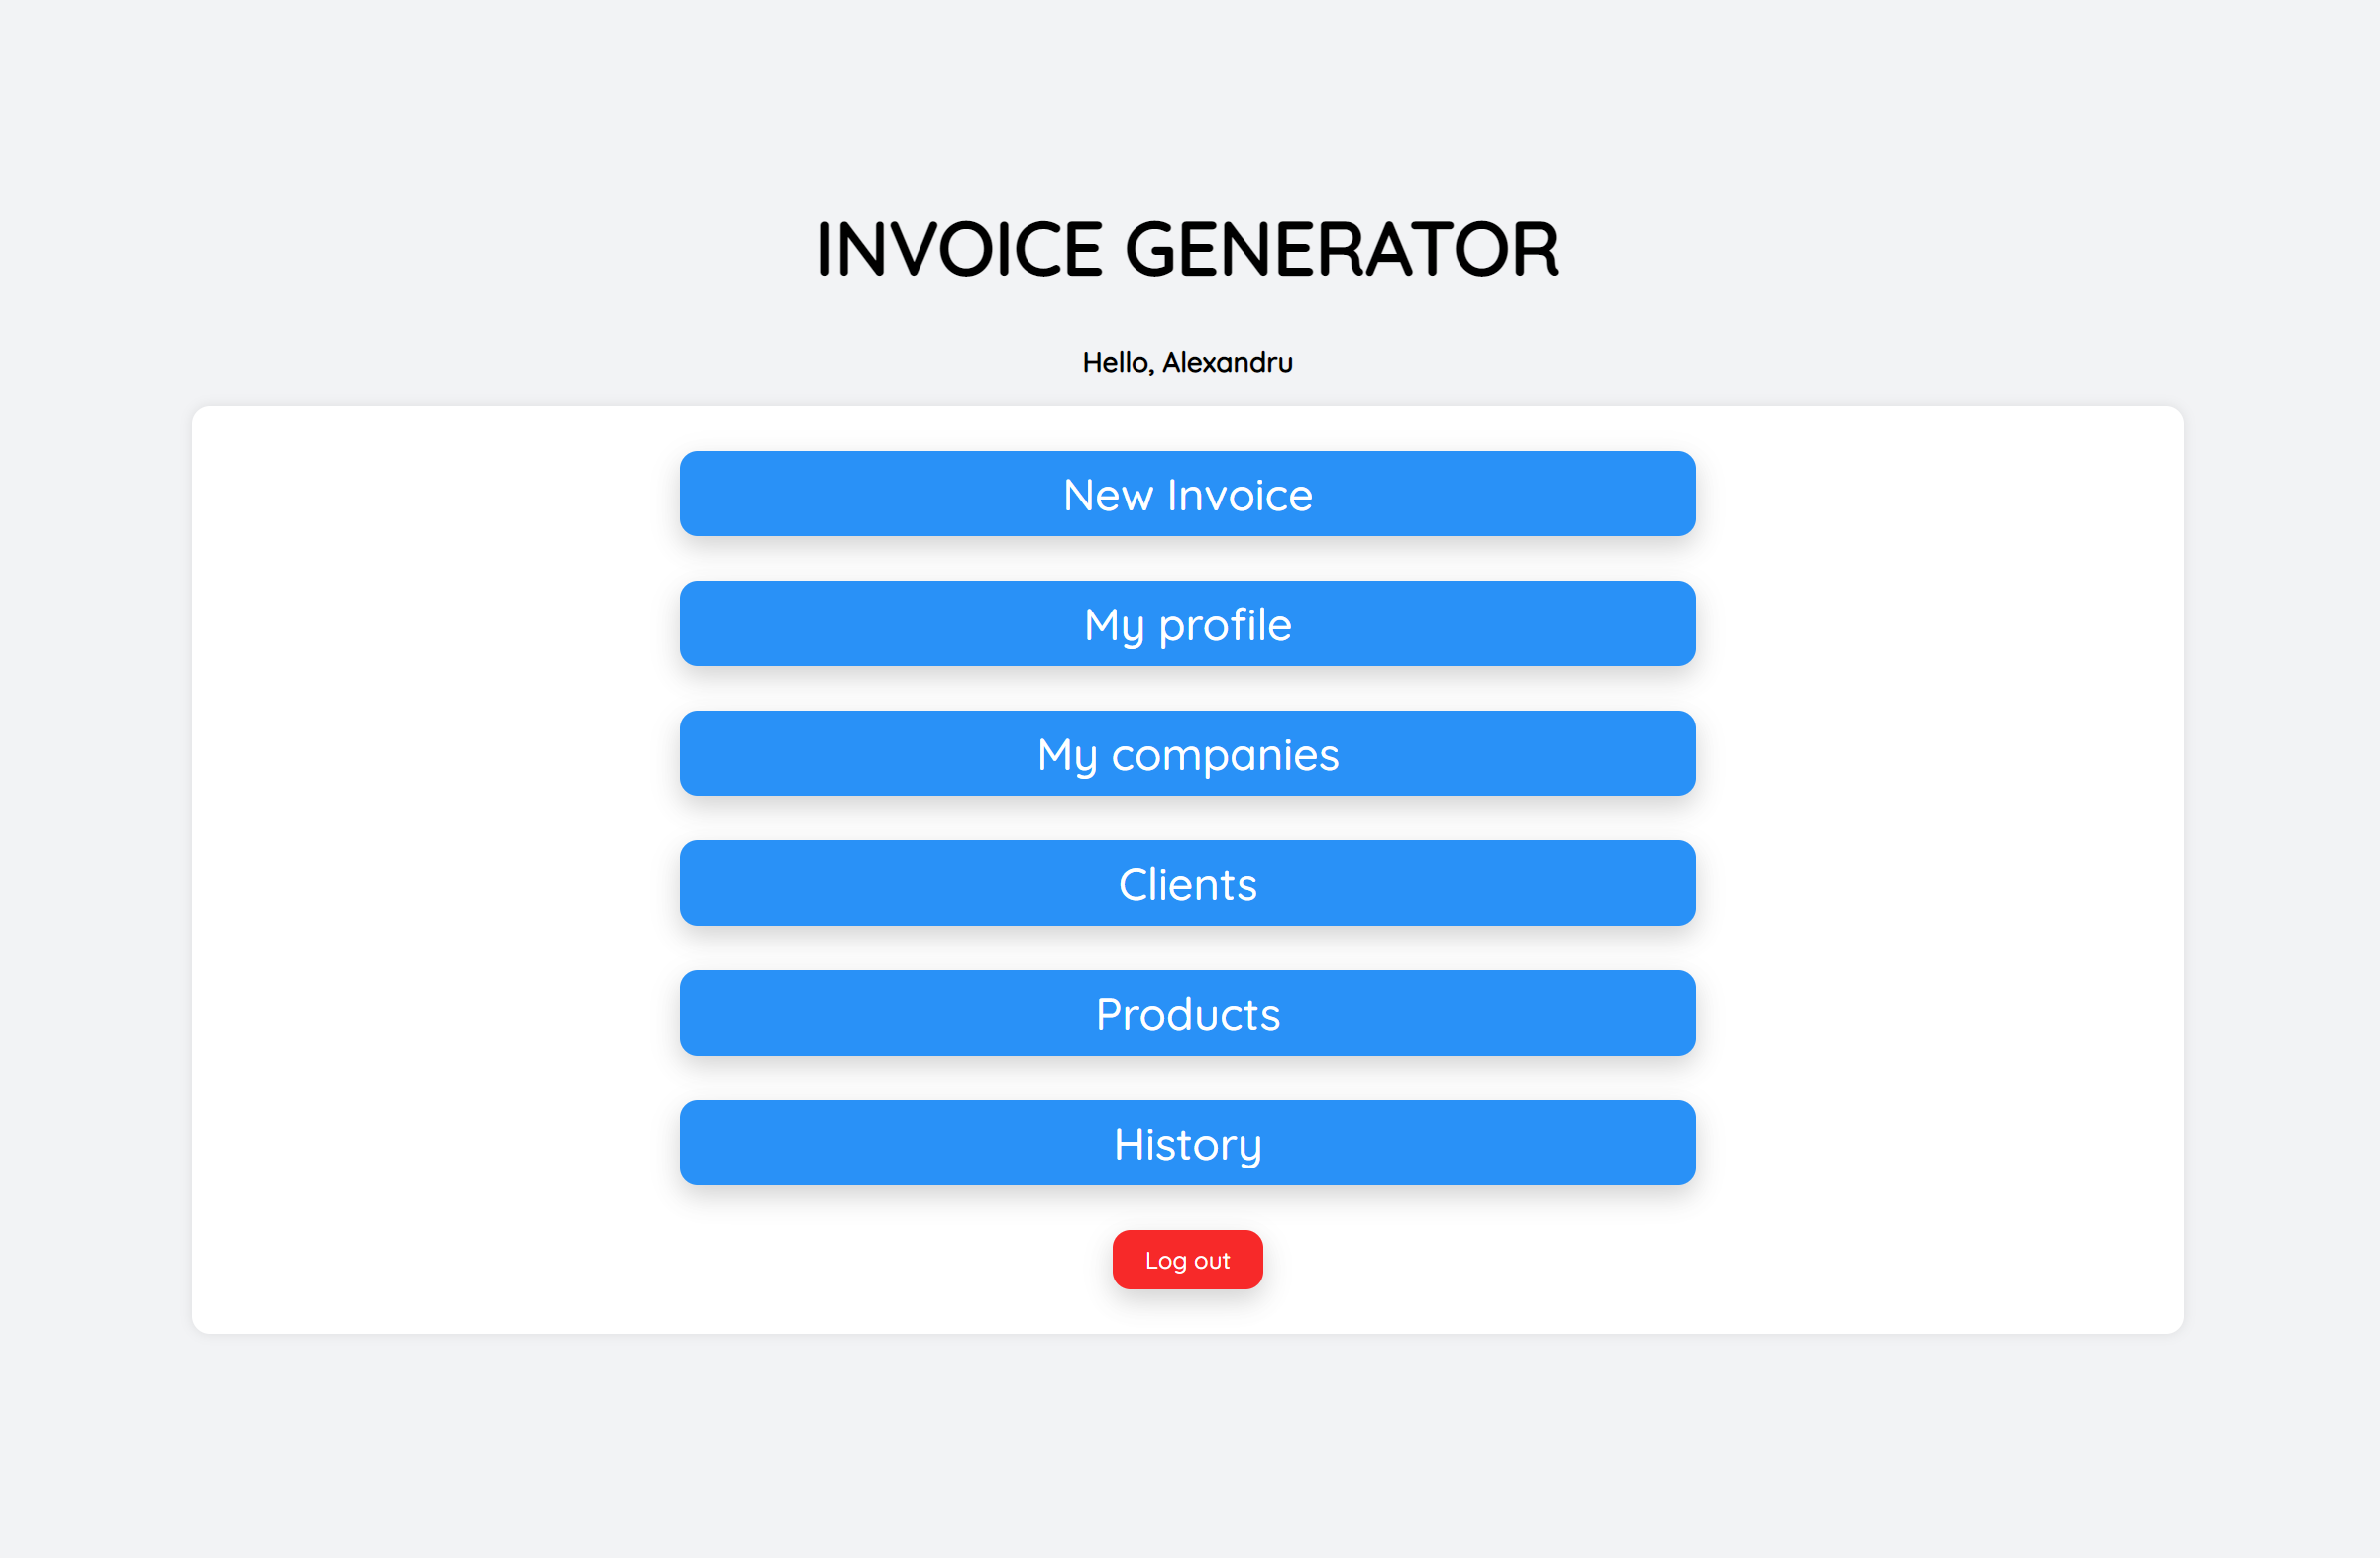 INVOICE GENERATOR
Hello, Alexandru
New Invoice
My profile
My companies
Clients
Products
History
Log out